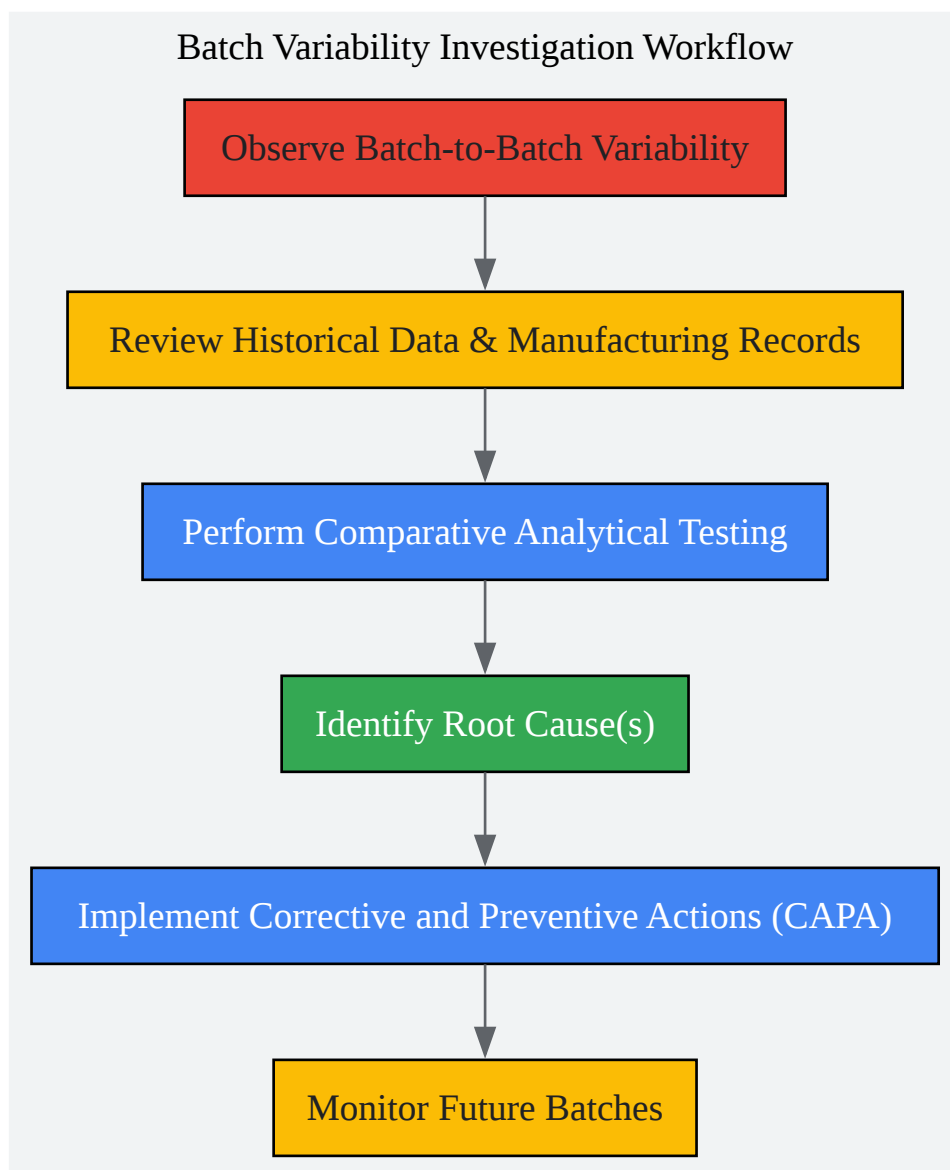 Batch Variability Investigation Workflow
Observe Batch-to-Batch Variability
Review Historical Data & Manufacturing Records
Perform Comparative Analytical Testing
Identify Root Cause(s)
Implement Corrective and Preventive Actions (CAPA)
Monitor Future Batches